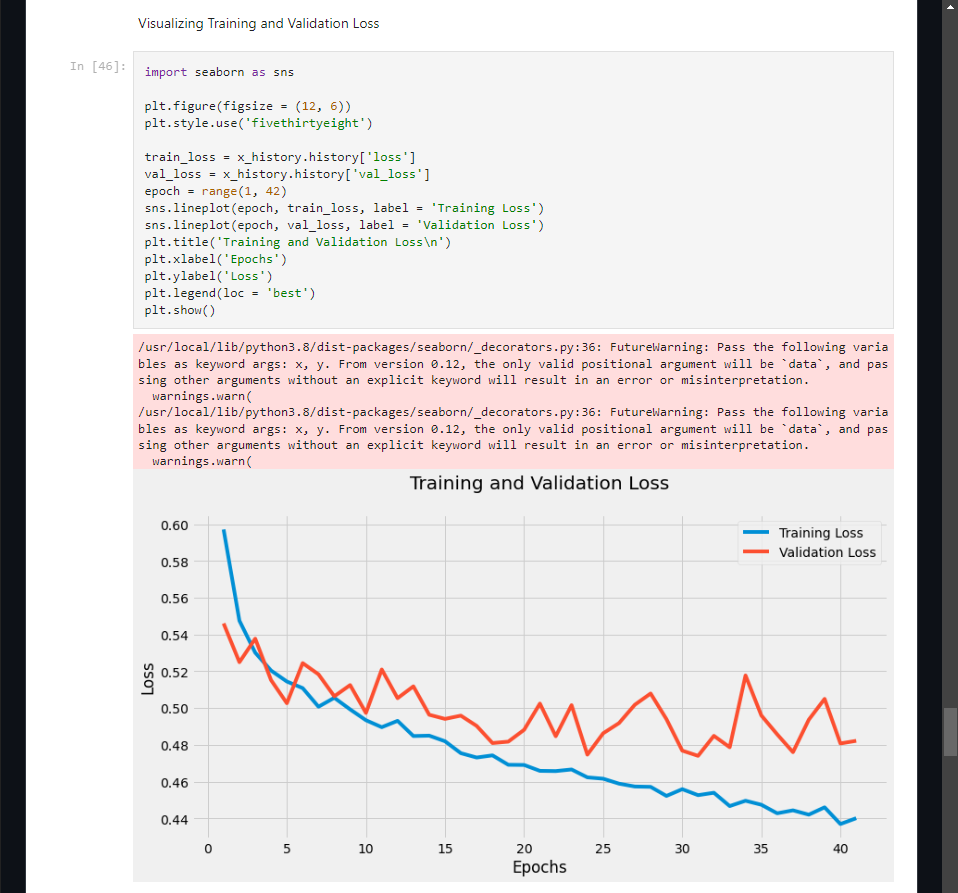 Visualizing Training and Validation Loss
In [46]:
import seaborn as sns
plt.figure(figsize = (12, 6))
plt.style.use('fivethirtyeight')
train_loss = x_history.history['loss']
val_loss = x_history.history['val_loss']
epoch = range(1, 42)
sns.lineplot(epoch, train_loss, label = 'Training Loss')
sns.lineplot(epoch, val_loss, label = 'Validation Loss')
plt.title('Training and Validation Loss\n')
plt.xlabel('Epochs')
plt.ylabel('Loss')
plt.legend(loc = 'best')
plt.show()
/usr/local/lib/python3.8/dist-packages/seaborn/_decorators.py:36: FutureWarning: Pass the following varia
bles as keyword args: x, y. From version 0.12, the only valid positional argument will be `data`, and pas
sing other arguments without an explicit keyword will result in an error or misinterpretation.
warnings.warn(
/usr/local/lib/python3.8/dist-packages/seaborn/_decorators.py:36: FutureWarning: Pass the following varia
bles as keyword args: x, y. From version 0.12, the only valid positional argument will be `data`, and pas
sing other arguments without an explicit keyword will result in an error or misinterpretation.
warnings.warn(
Training and Validation Loss
Training Loss
Validation Loss
0.60
0.58
0.56
0.54
0.52
0.50
0.48
0.46
0.44
Loss
0 5 10 15 20 25 30 35 40
Epochs